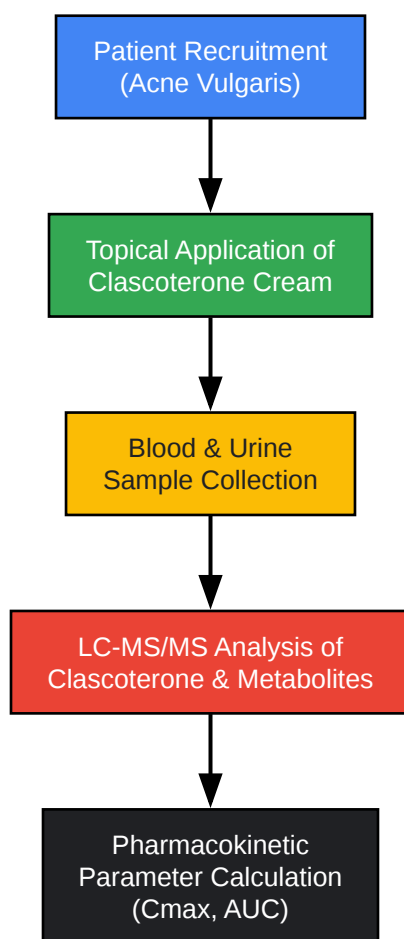 Patient Recruitment
(Acne Vulgaris)
Topical Application of
Clascoterone Cream
Blood & Urine
Sample Collection
LC-MS/MS Analysis of
Clascoterone & Metabolites
Pharmacokinetic
Parameter Calculation
(Cmax, AUC)